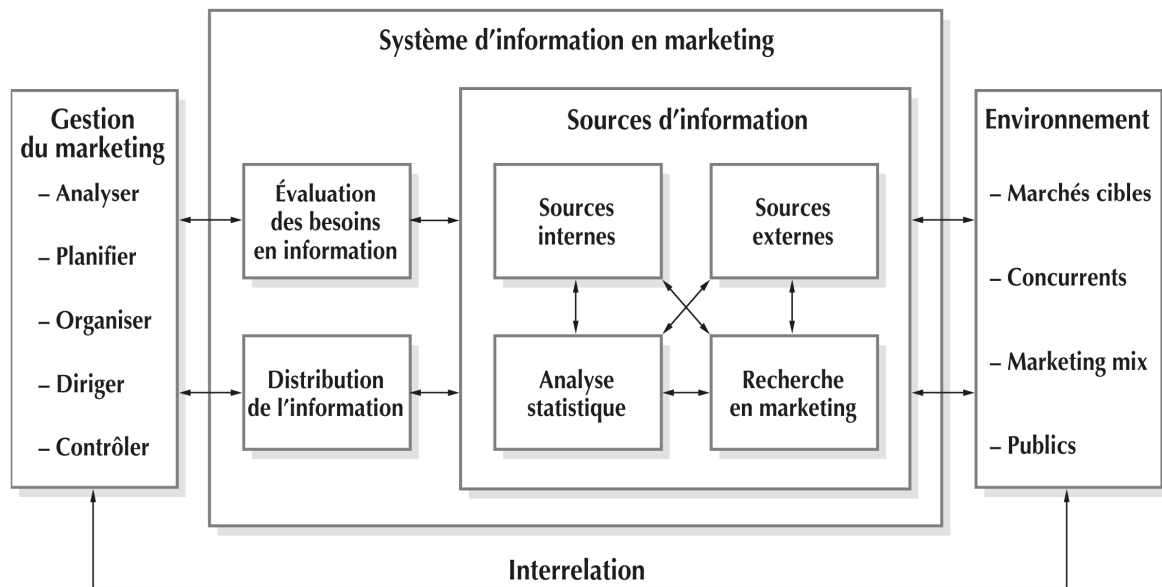 Système d'information en marketing
Gestion
du marketing
– Analyser
– Planifier
– Organiser
– Diriger
– Contrôler
Évaluation
des besoins
en information
Distribution
de l'information
Sources d'information
Sources
internes
Sources
externes
Analyse
statistique
Recherche
en marketing
Environnement
– Marchés cibles
– Concurrents
– Marketing mix
– Publics
Interrelation